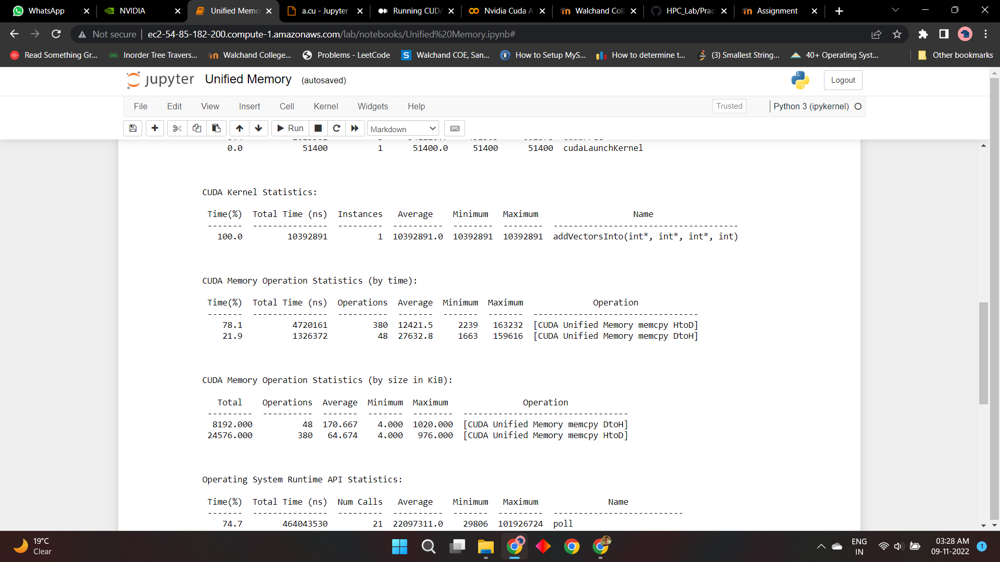 WhatsApp
NVIDIA
Unified Memo
a.cu - Jupyter
Running CUDA
Nvidia Cuda A
Walchand Coll
HPC_Lab/Prac
Assignment
Not secure | ec2-54-85-182-200.compute-1.amazonaws.com/lab/notebooks/Unified%20Memory.ipynb#
Read Something Gr...
Inorder Tree Travers...
Walchand College...
Problems - LeetCode
Walchand COE, San...
How to Setup MyS...
How to determine t...
(3) Smallest String...
40+ Operating Syst...
Other bookmarks
jupyter Unified Memory (autosaved)
Logout
File Edit View Insert Cell Kernel Widgets Help
Trusted
Python 3 (ipykernel)
Run
Markdown
0.0 51400 1 51400.0 51400 51400 cudaLaunchKernel
CUDA Kernel Statistics:
Time(%) Total Time (ns) Instances Average Minimum Maximum Name
------- --------------- --------- ---------- -------- -------- -------------------------------------
100.0 10392891 1 10392891.0 10392891 10392891 addVectorsInto(int*, int*, int*, int)
CUDA Memory Operation Statistics (by time):
Time(%) Total Time (ns) Operations Average Minimum Maximum Operation
------- --------------- ---------- ------- ------- ------- ---------------------------------
78.1 4720161 380 12421.5 2239 163232 [CUDA Unified Memory memcpy HtoD]
21.9 1326372 48 27632.8 1663 159616 [CUDA Unified Memory memcpy DtoH]
CUDA Memory Operation Statistics (by size in KiB):
Total Operations Average Minimum Maximum Operation
--------- ---------- ------- ------- -------- ---------------------------------
8192.000 48 170.667 4.000 1020.000 [CUDA Unified Memory memcpy DtoH]
24576.000 380 64.674 4.000 976.000 [CUDA Unified Memory memcpy HtoD]
Operating System Runtime API Statistics:
Time(%) Total Time (ns) Num Calls Average Minimum Maximum Name
------- --------------- --------- ---------- ------- --------- --------------------------
74.7 464043530 21 22097311.0 29806 101926724 poll
19°C
Clear
ENG
IN
03:28 AM
09-11-2022
1